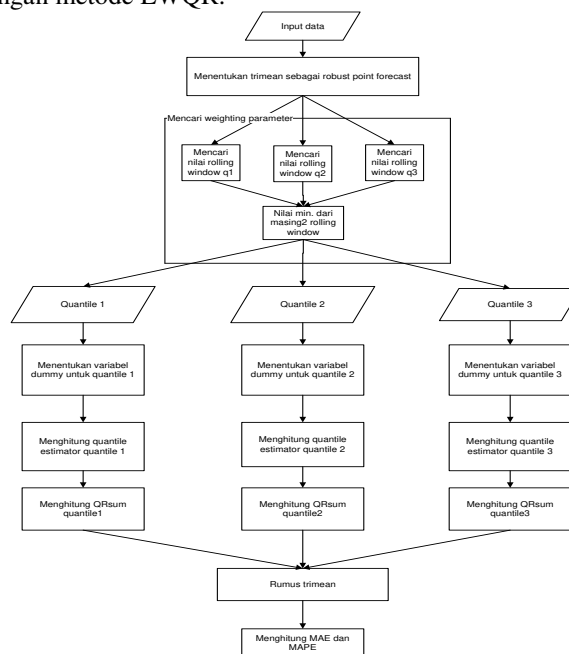 ngan metode EWQR.
Input data
Menentukan trimean sebagai robust point forecast
Mencari weighting parameter
Mencari
nilai rolling
window q1
Mencari
nilai rolling
window q2
Mencari
nilai rolling
window q3
Nilai min. dari
masing2 rolling
window
Quantile 1
Quantile 2
Quantile 3
Menentukan variabel
dummy untuk quantile 1
Menentukan variabel
dummy untuk quantile 2
Menentukan variabel
dummy untuk quantile 3
Menghitung quantile
estimator quantile 1
Menghitung quantile
estimator quantile 2
Menghitung quantile
estimator quantile 3
Menghitung QRsum
quantile1
Menghitung QRsum
quantile2
Menghitung QRsum
quantile3
Rumus trimean
Menghitung MAE dan
MAPE